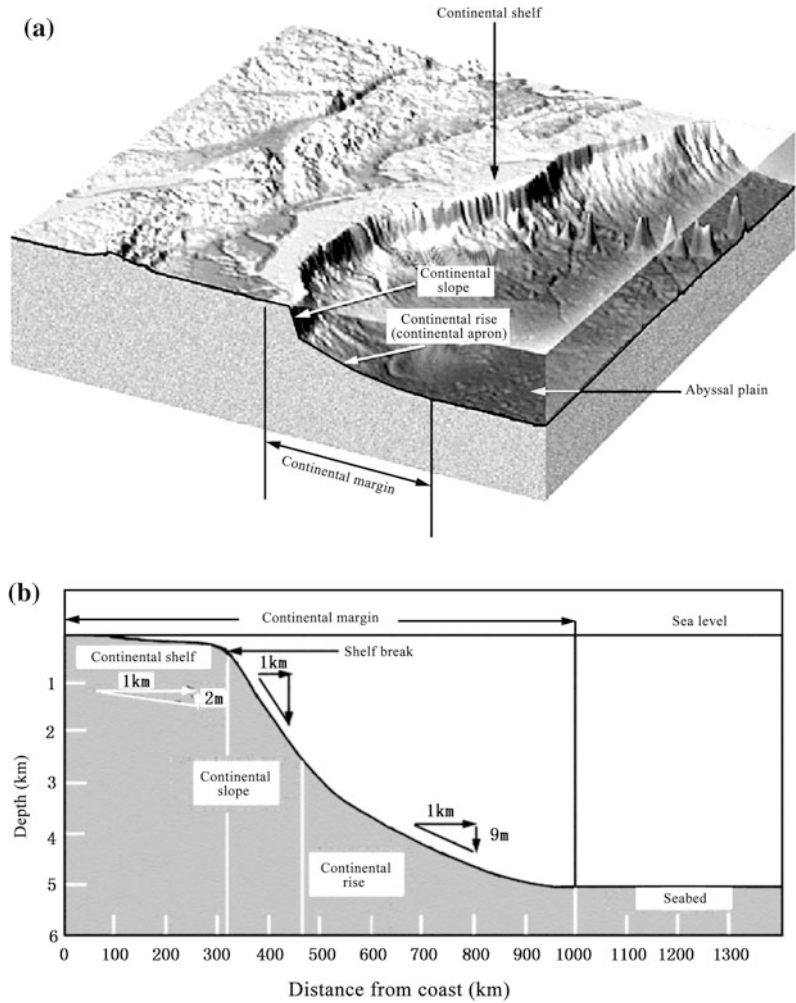 (a)
Continental shelf
Continental
slope
Continental rise
(continental apron)
Abyssal plain
Continental margin
(b)
Continental margin
Sea level
Continental shelf
Shelf break
1km
2m
1km
Continental
slope
1km
9m
Continental
rise
Seabed
Depth (km)
1
2
3
4
5
6
0 100 200 300 400 500 600 700 800 900 1000 1100 1200 1300
Distance from coast (km)